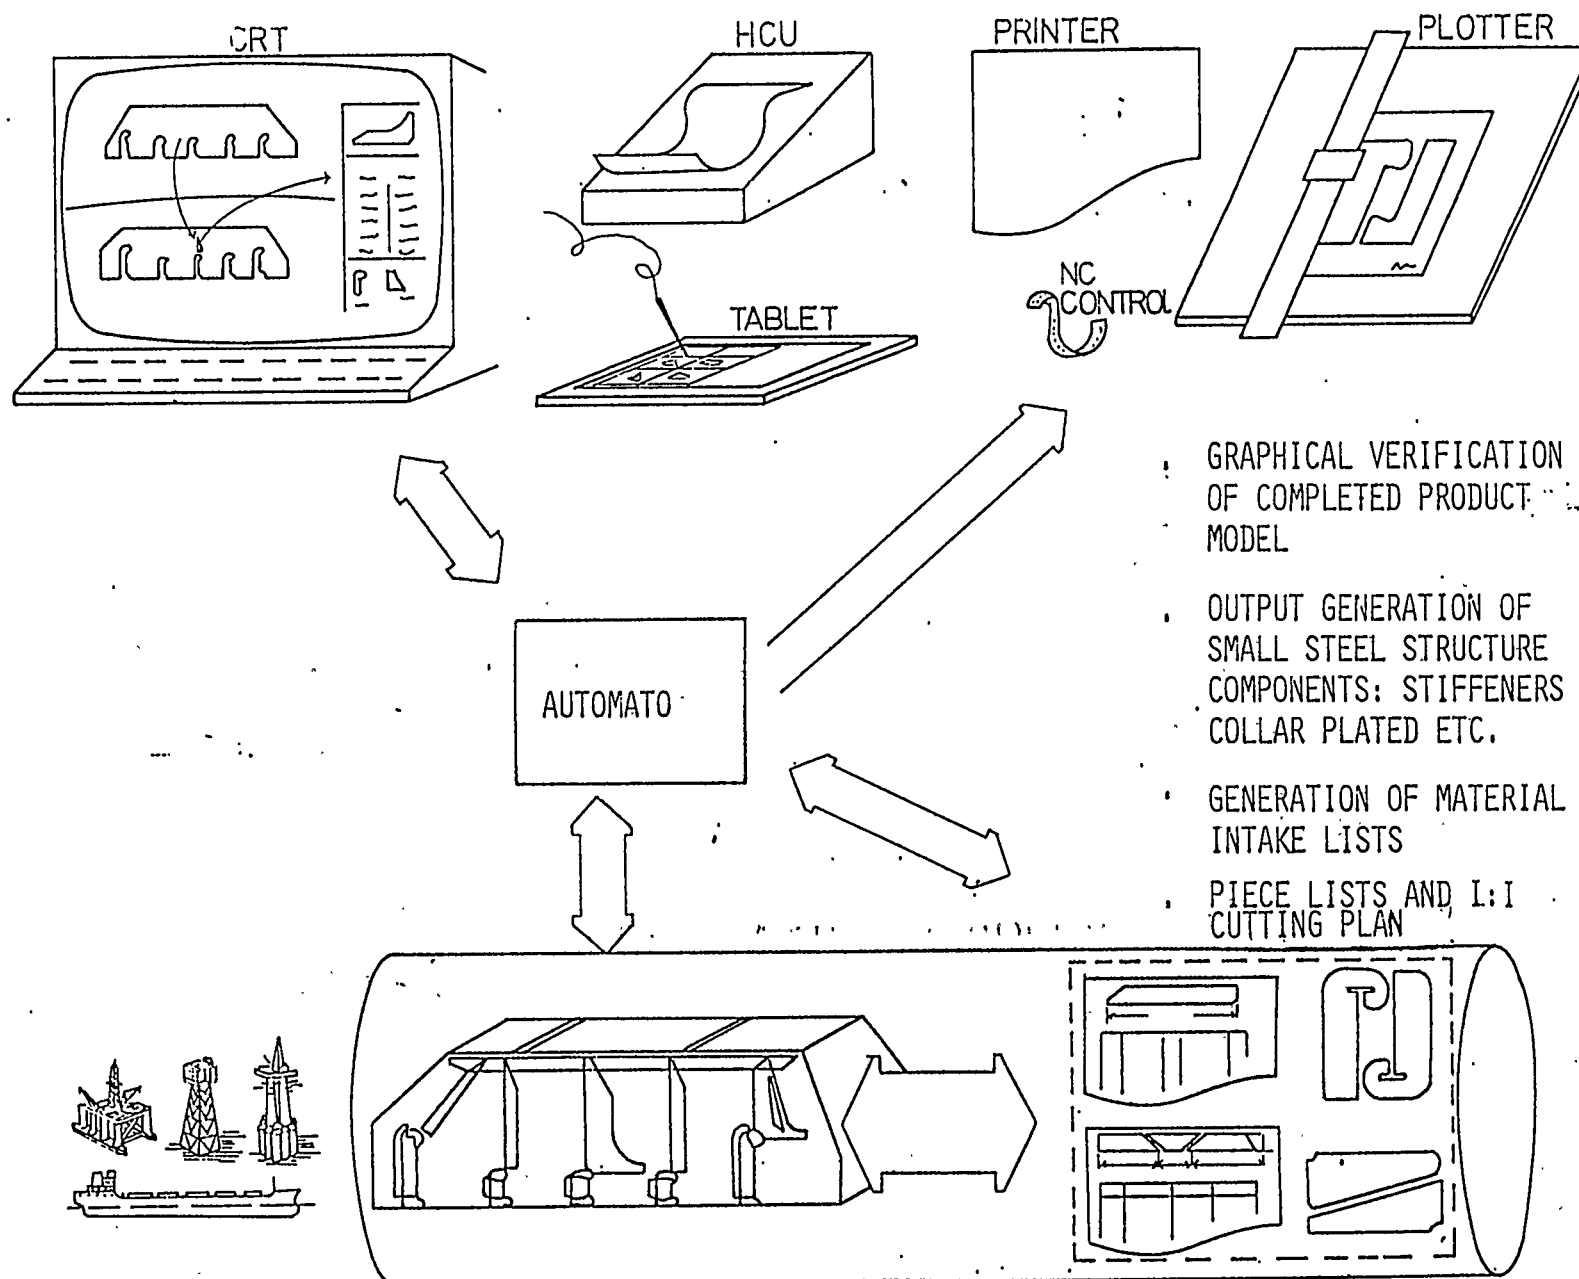 CRT
HCU
PRINTER
PLOTTER
TABLET
NC
CONTROL
GRAPHICAL VERIFICATION
OF COMPLETED PRODUCT
MODEL
OUTPUT GENERATION OF
SMALL STEEL STRUCTURE
COMPONENTS: STIFFENERS
COLLAR PLATED ETC.
AUTOMATO
GENERATION OF MATERIAL
INTAKE LISTS
PIECE LISTS AND I:I
CUTTING PLAN